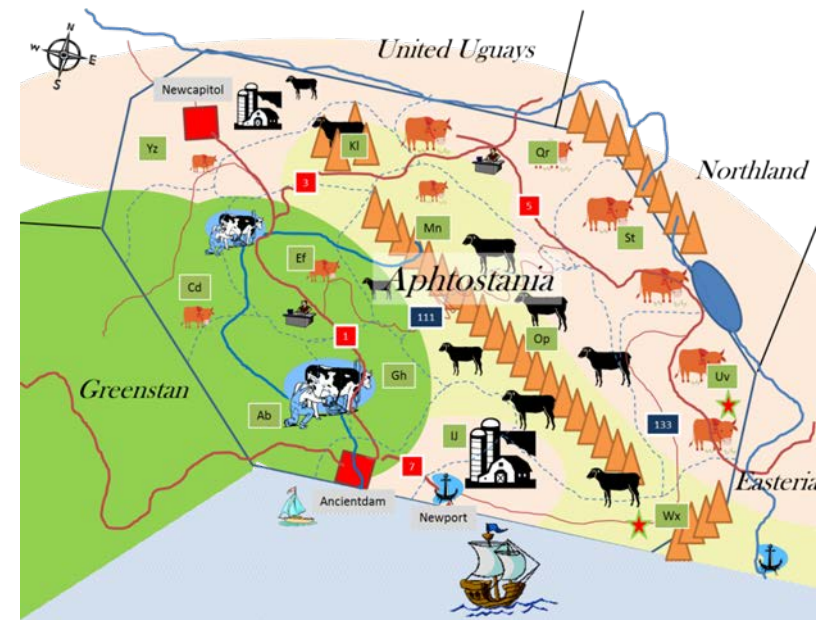 N
W
E
S
United Uguays
Newcapitol
Yz
Kl
Qr
3
Northland
5
Mn
St
Ef
Aphtostania
Cd
111
1
Op
Gh
Uv
Greenstan
Ab
IJ
133
7
Easteria
Ancientdam
Newport
Wx